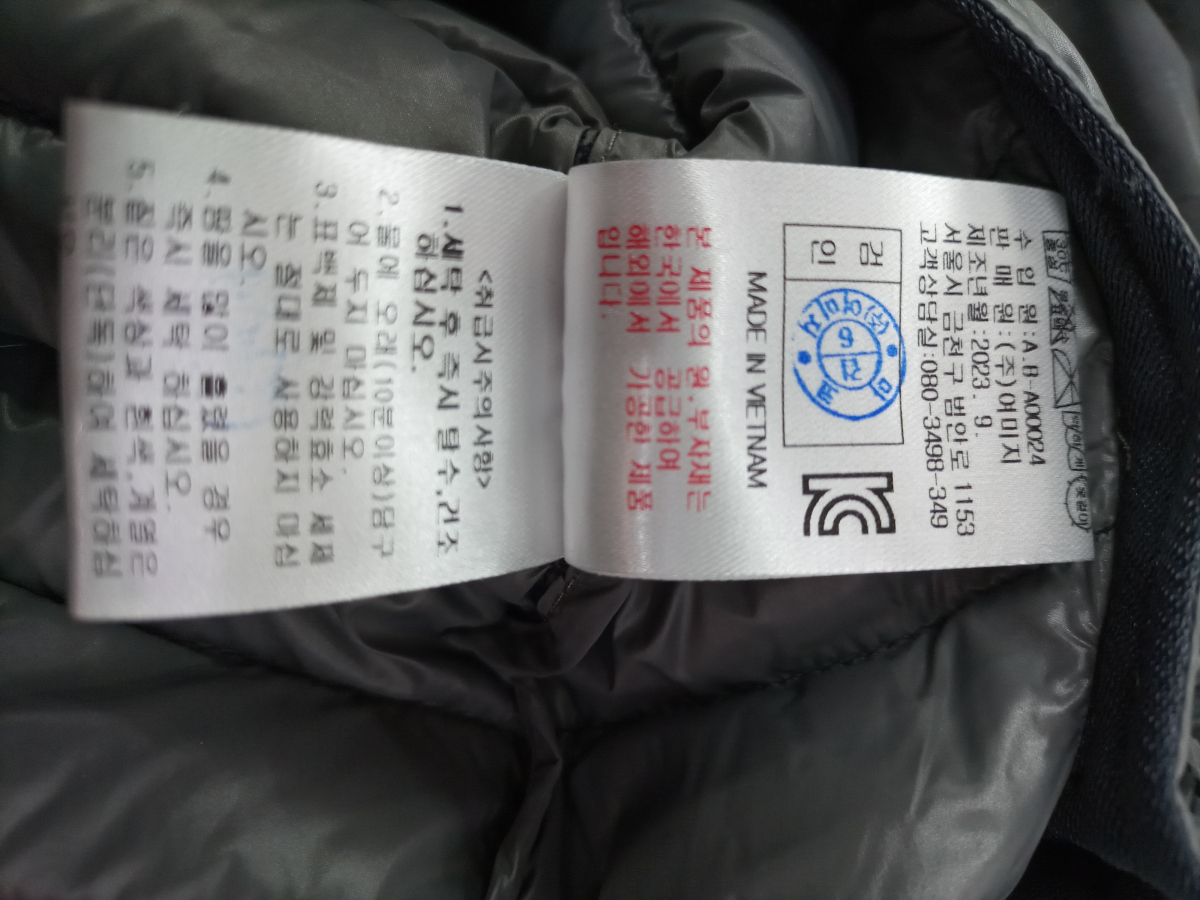 수 입 원:A.B-A00024
판 매 원:(주)어미지
제조년월:2023. 9.
서울시 금천구 범안로 1153
고객상담실:080-3498-349
검
인
MADE IN VIETNAM
본 제품의 원.부사재는
한국에서 공급하여
해외에서 가공한 제품
입니다.
<취급시주의사항>
1.세탁 후 즉시 탈수,건조
하십시오.
2.물에 오래(10분이상)담구
어 두지 마십시오.
3.표백제 및 강력효소 세제
는 절대로 사용하지 마십
시오.
4.땀을 많이 흘렸을 경우
즉시 세탁 하십시오.
5.짙은 색상과 흰색,계열은
분리(단독)하여 세탁하십